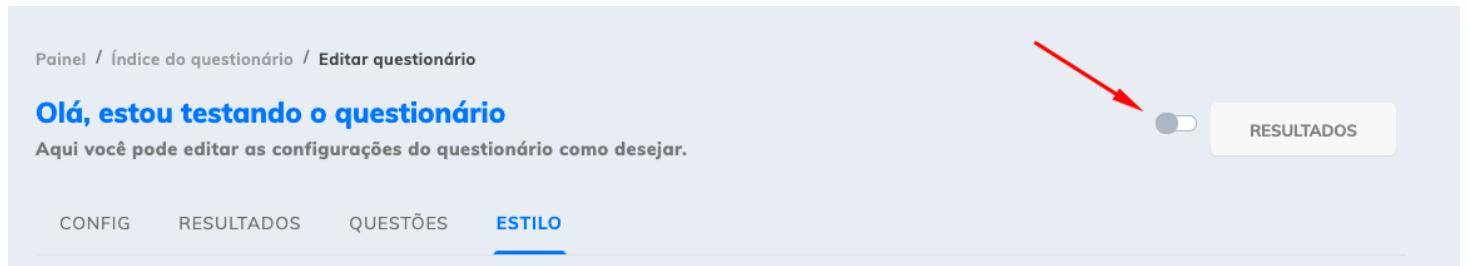 Painel / Índice do questionário / Editar questionário
Olá, estou testando o questionário
Aqui você pode editar as configurações do questionário como desejar.
RESULTADOS
CONFIG RESULTADOS QUESTÕES ESTILO